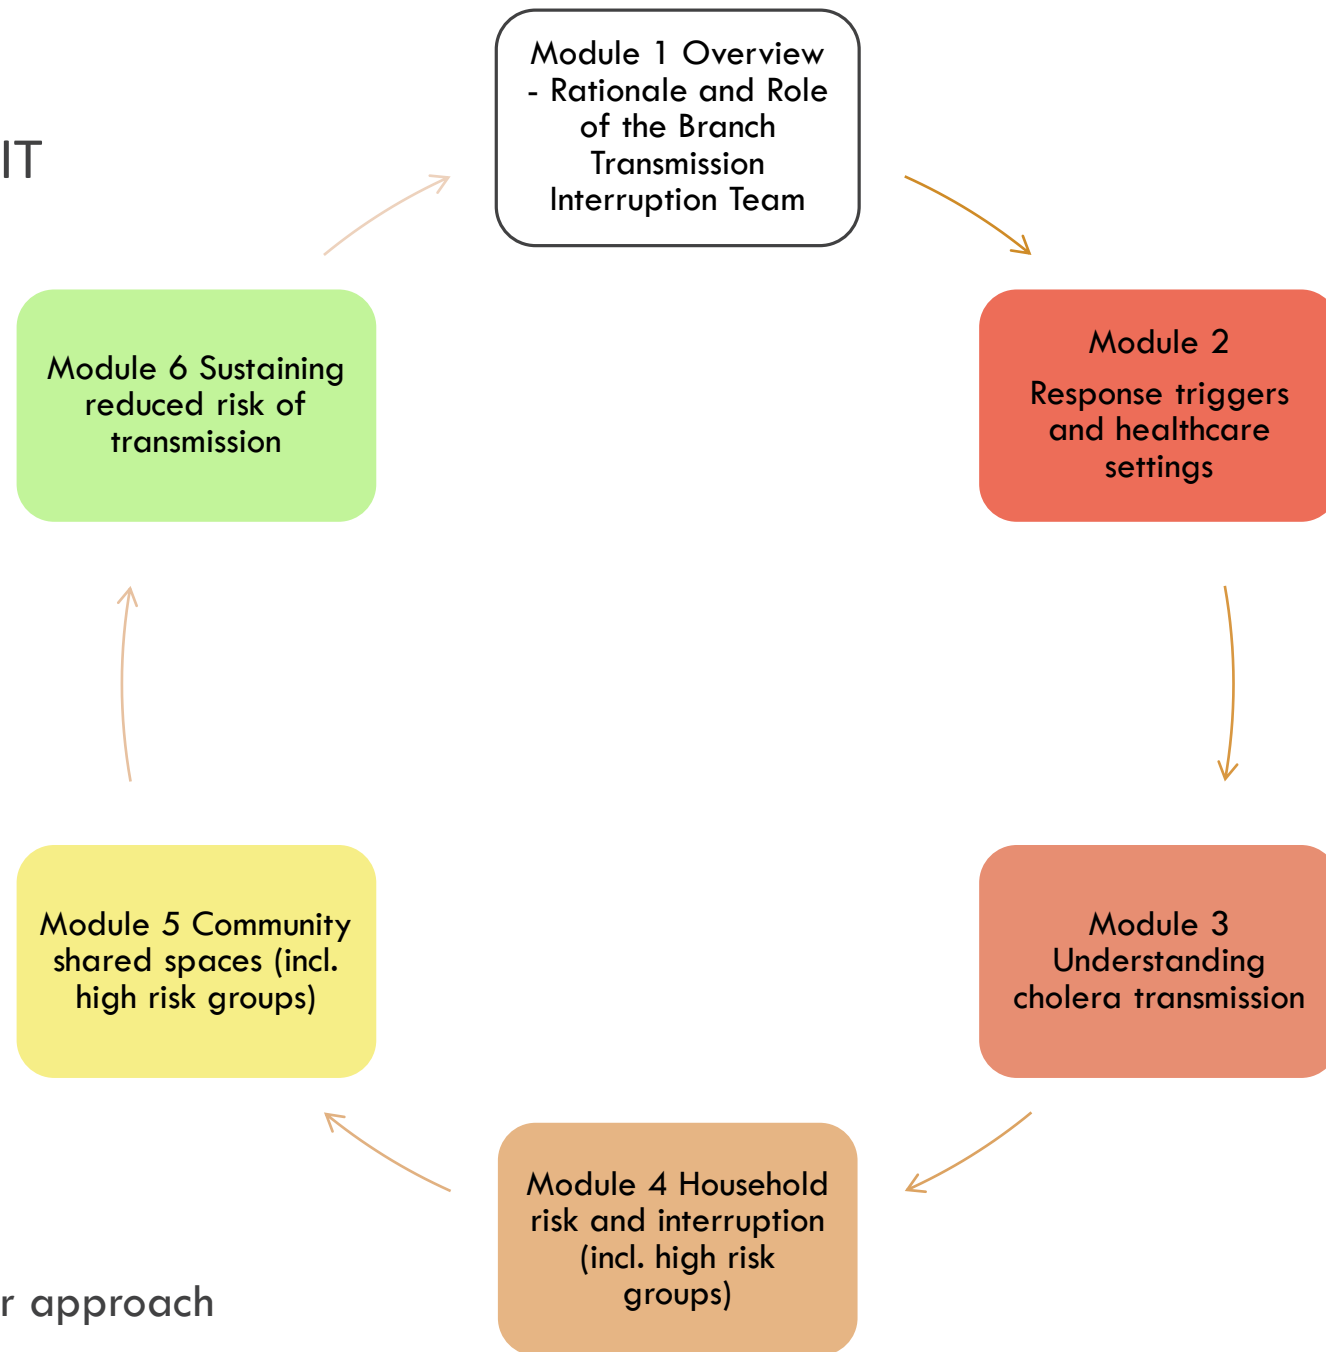 Module 1 Overview
- Rationale and Role
of the Branch
Transmission
Interruption Team
IT
Module 2
Response triggers
and healthcare
settings
Module 3
Understanding
cholera transmission
Module 4 Household
risk and interruption
(incl. high risk
groups)
Module 5 Community
shared spaces (incl.
high risk groups)
Module 6 Sustaining
reduced risk of
transmission
r approach